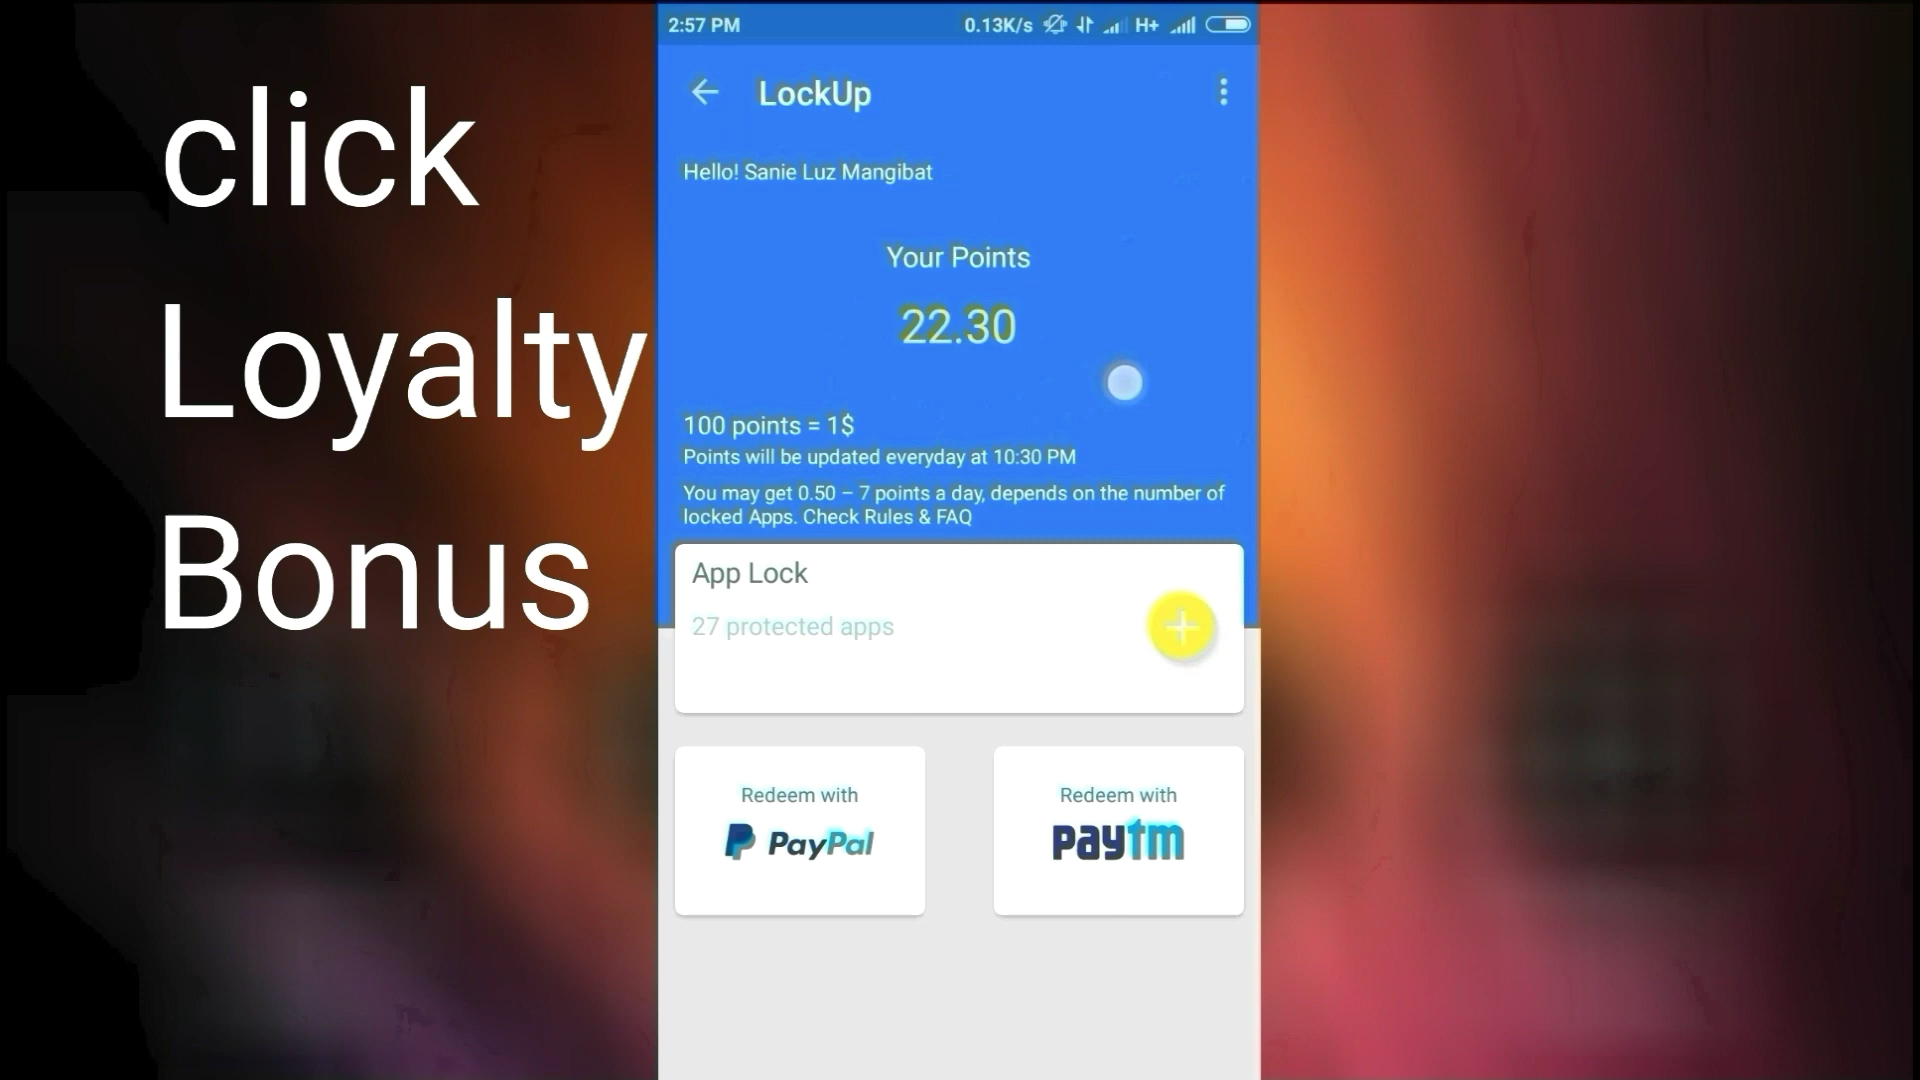 click
Loyalty
Bonus
2:57 PM
0.13K/s
H+
LockUp
Hello! Sanie Luz Mangibat
Your Points
22.30
100 points = 1$
Points will be updated everyday at 10:30 PM
You may get 0.50 – 7 points a day, depends on the number of
locked Apps. Check Rules & FAQ
App Lock
27 protected apps
Redeem with
PayPal
Redeem with
paytm